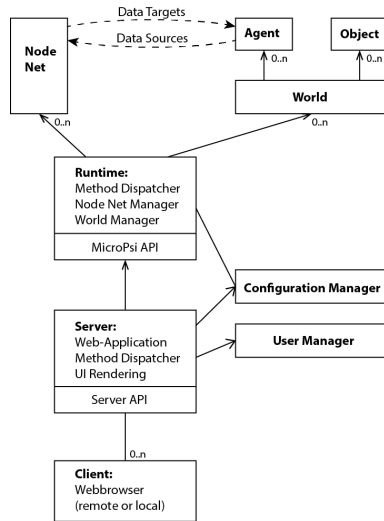 Data Targets
Node
Net
Data Sources
Agent
Object
0..n
0..n
World
0..n
0..n
Runtime:
Method Dispatcher
Node Net Manager
World Manager
MicroPsi API
Configuration Manager
Server:
Web-Application
Method Dispatcher
UI Rendering
User Manager
Server API
0..n
Client:
Webbrowser
(remote or local)